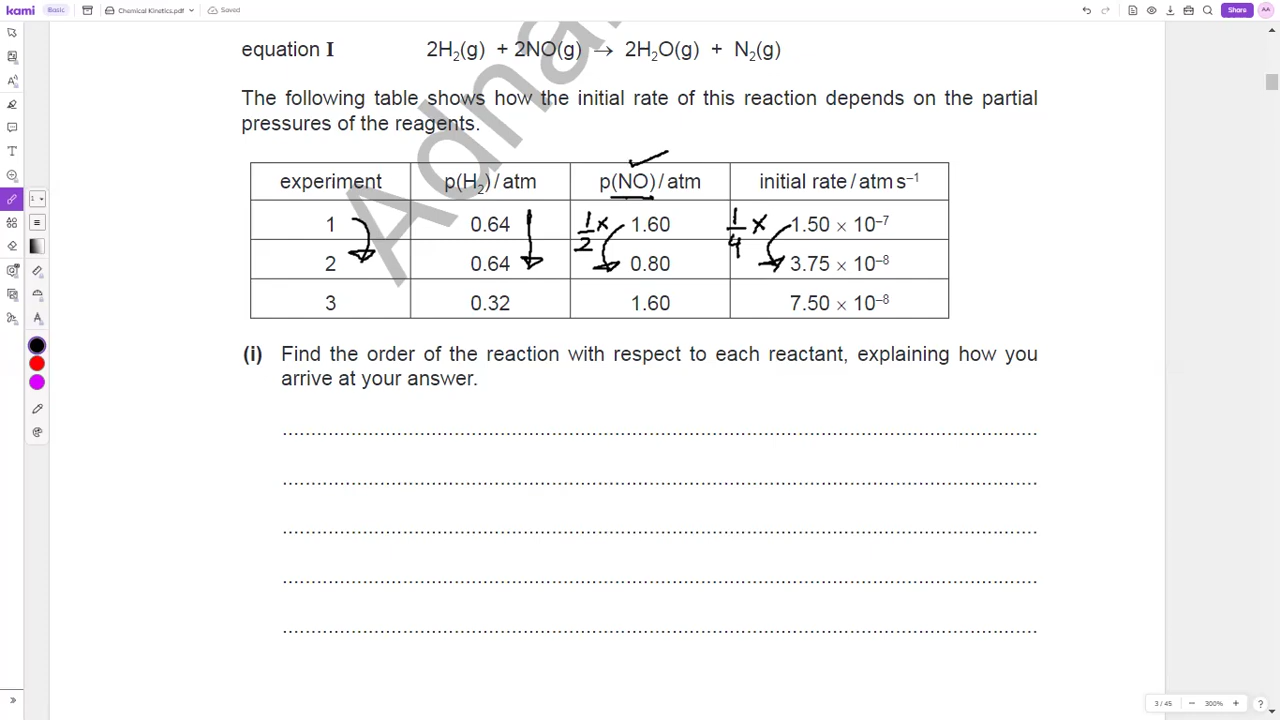 kami Basic Chemical Kinetics.pdf Saved Share AA
equation I 2H₂(g) + 2NO(g) → 2H₂O(g) + N₂(g)
The following table shows how the initial rate of this reaction depends on the partial
pressures of the reagents.
experiment p(H₂) / atm p(NO) / atm initial rate / atm s⁻¹
1 0.64 1/2 x 1.60 1/4 x 1.50 × 10⁻⁷
2 0.64 0.80 3.75 × 10⁻⁸
3 0.32 1.60 7.50 × 10⁻⁸
(i) Find the order of the reaction with respect to each reactant, explaining how you
arrive at your answer.
Adna
3 / 45 300%